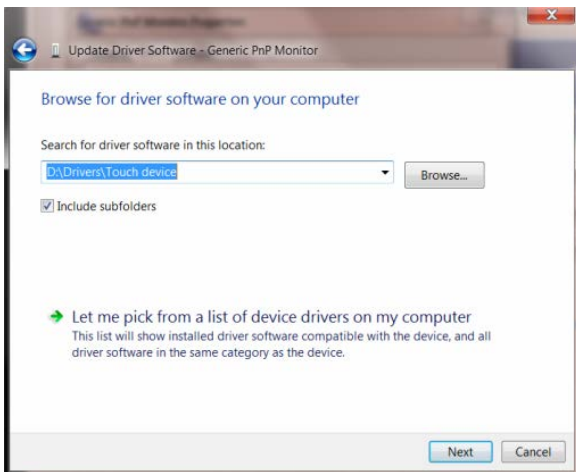 Update Driver Software - Generic PnP Monitor
Browse for driver software on your computer
Search for driver software in this location:
D:\Drivers\Touch device
Browse...
Include subfolders
Let me pick from a list of device drivers on my computer
This list will show installed driver software compatible with the device, and all
driver software in the same category as the device.
Next
Cancel